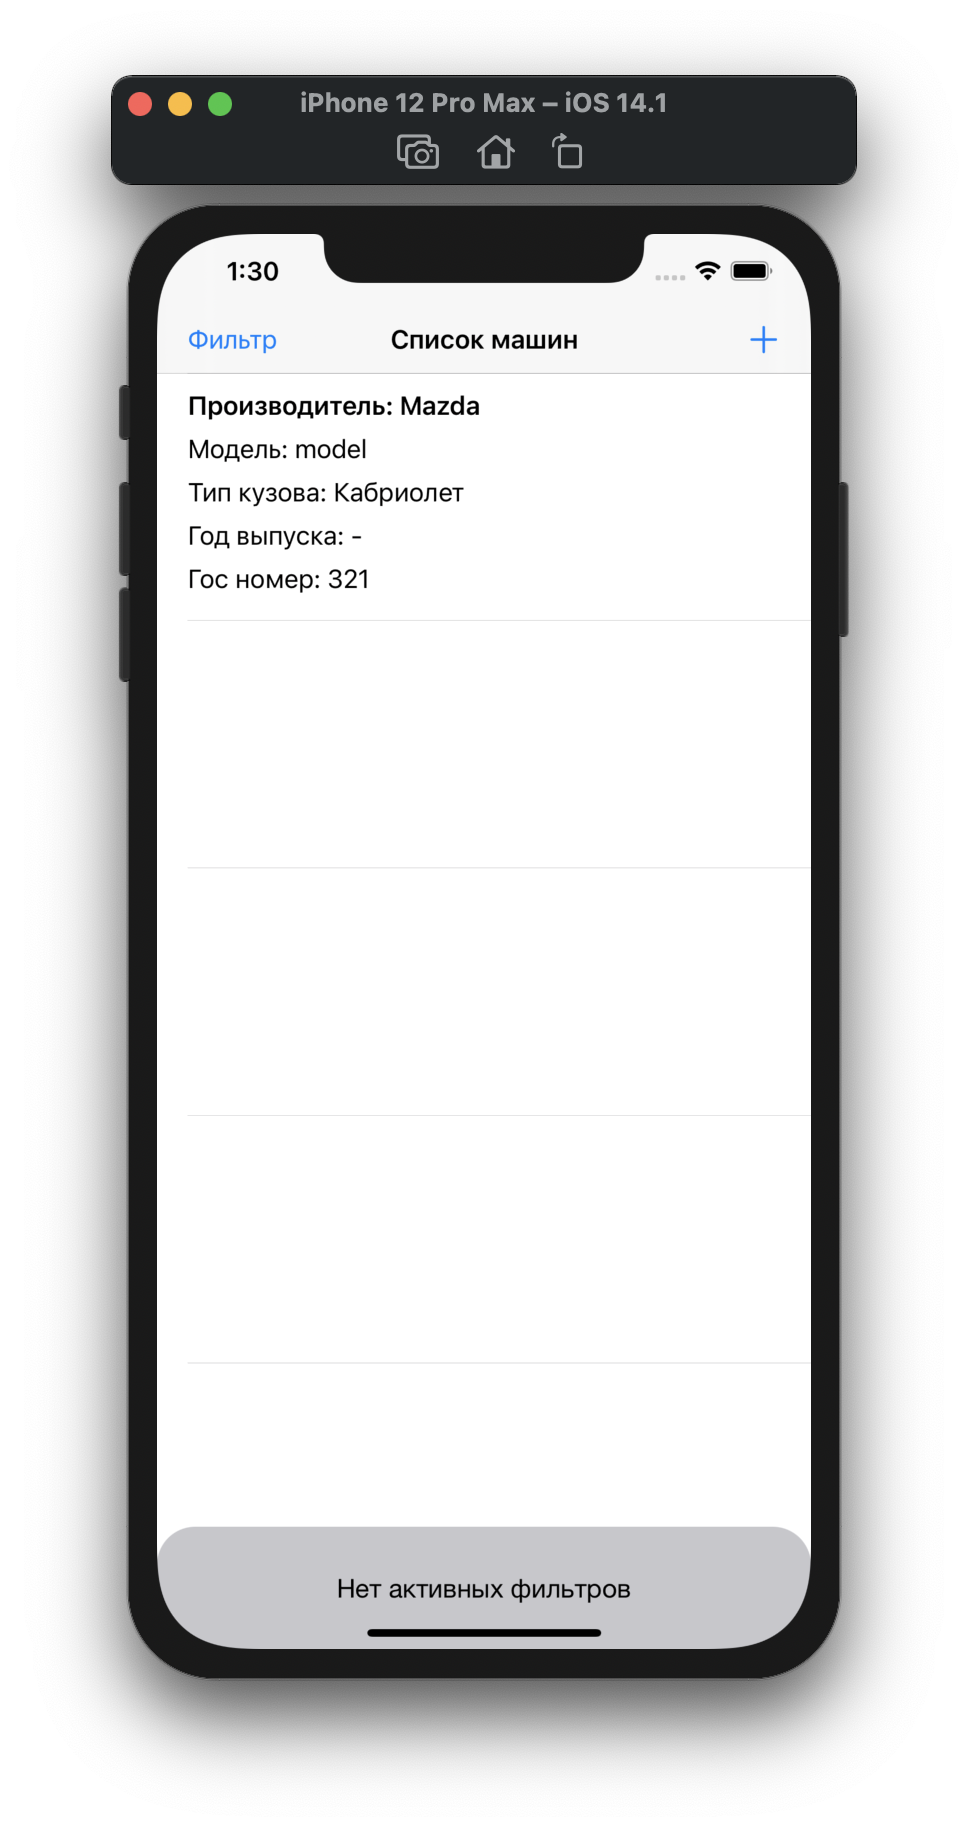 iPhone 12 Pro Max – iOS 14.1
1:30
Фильтр
Список машин
Производитель: Mazda
Модель: model
Тип кузова: Кабриолет
Год выпуска: -
Гос номер: 321
Нет активных фильтров